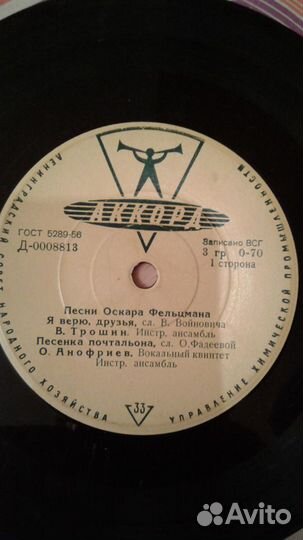 ЛЕНИНГРАДСКИЙ СОВЕТ НАРОДНОГО ХОЗЯЙСТВА
УПРАВЛЕНИЕ ХИМИЧЕСКОЙ ПРОМЫШЛЕННОСТИ
АККОРД
ГОСТ 5289-56
Д-0008813
Записано ВСГ
3 гр. 0-70
1 сторона
Песни Оскара Фельцмана
Я верю, друзья, сл. В. Войновича
В. Трошин. Инстр. ансамбль
Песенка почтальона, сл. О.Фадеевой
О. Анофриев. Вокальный квинтет
Инстр. ансамбль
33
Avito